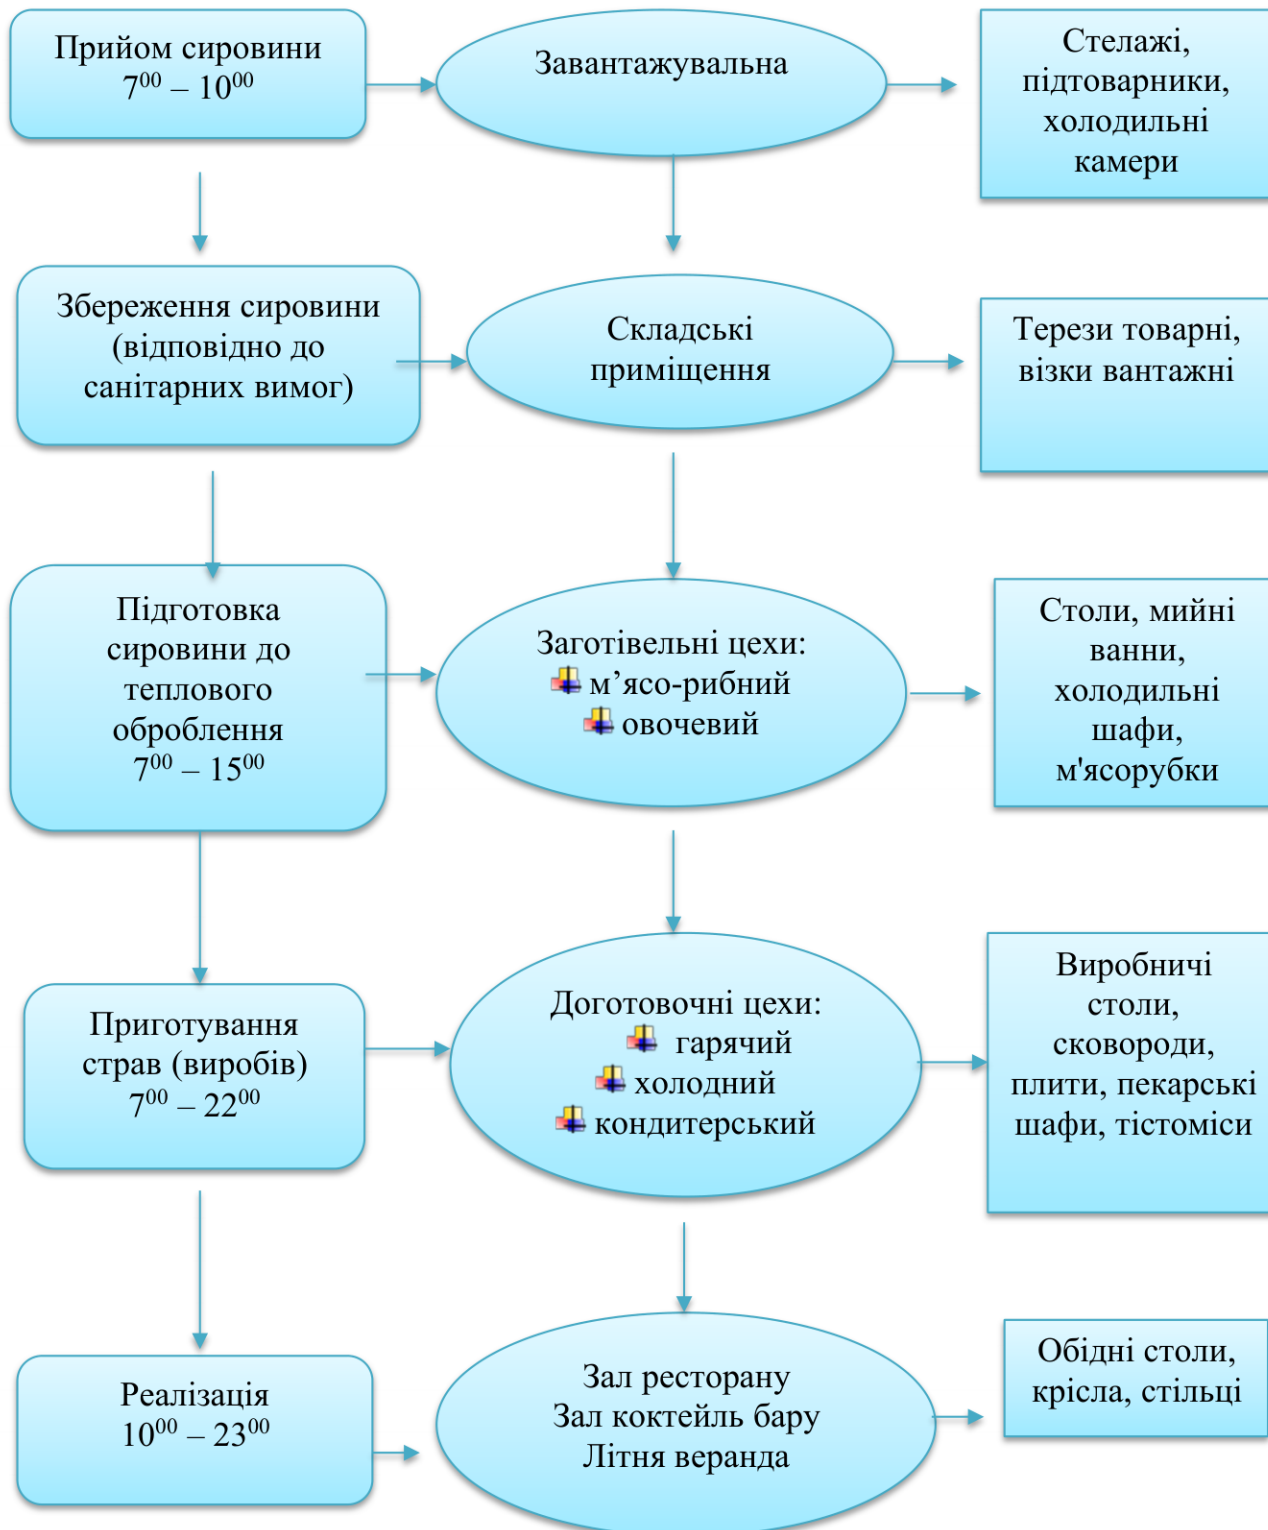 Прийом сировини
7⁰⁰ – 10⁰⁰
Завантажувальна
Стелажі,
підтоварники,
холодильні
камери
Збереження сировини
(відповідно до
санітарних вимог)
Складські
приміщення
Терези товарні,
візки вантажні
Підготовка
сировини до
теплового
оброблення
7⁰⁰ – 15⁰⁰
Заготівельні цехи:
м’ясо-рибний
овочевий
Столи, мийні
ванни,
холодильні
шафи,
м'ясорубки
Приготування
страв (виробів)
7⁰⁰ – 22⁰⁰
Доготовочні цехи:
гарячий
холодний
кондитерський
Виробничі
столи,
сковороди,
плити, пекарські
шафи, тістоміси
Реалізація
10⁰⁰ – 23⁰⁰
Зал ресторану
Зал коктейль бару
Літня веранда
Обідні столи,
крісла, стільці